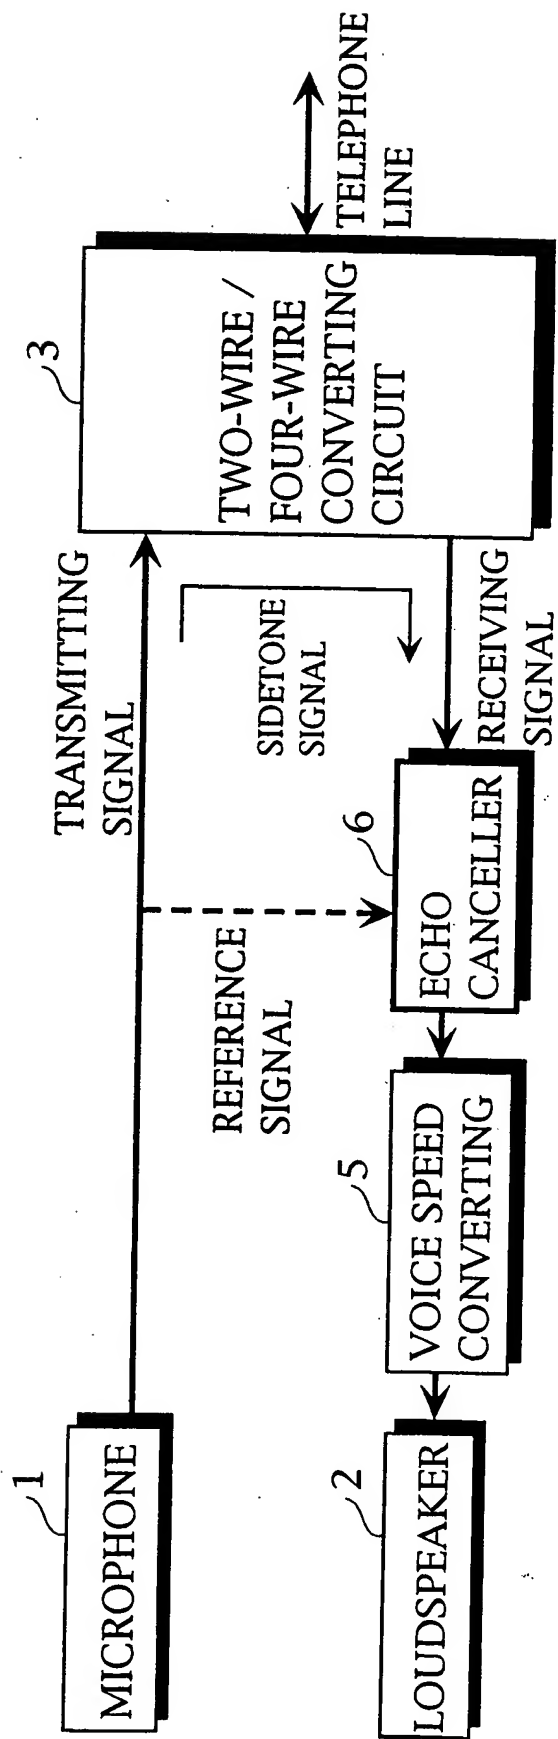 1
MICROPHONE
TRANSMITTING
SIGNAL
3
TWO-WIRE /
FOUR-WIRE
CONVERTING
CIRCUIT
TELEPHONE
LINE
REFERENCE
SIGNAL
SIDETONE
SIGNAL
2
LOUDSPEAKER
5
VOICE SPEED
CONVERTING
6
ECHO
CANCELLER
RECEIVING
SIGNAL